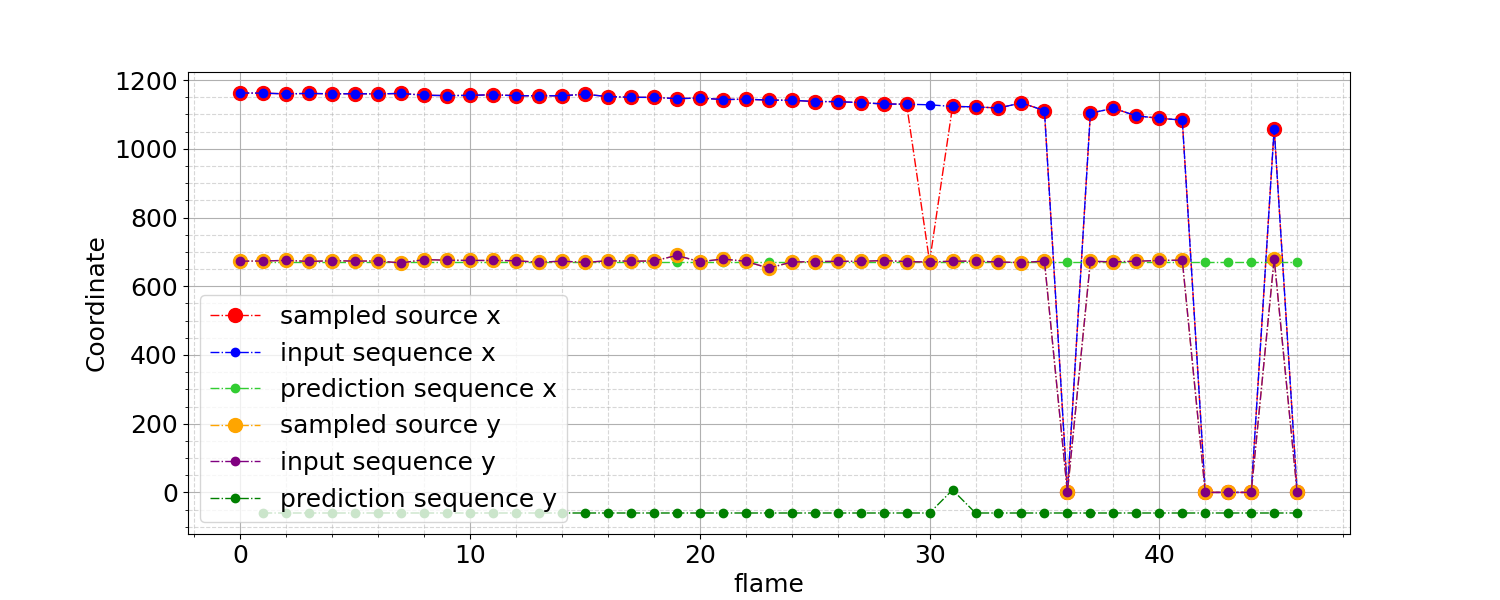 1200
1000
800
600
400
200
0
Coordinate
sampled source x
input sequence x
prediction sequence x
sampled source y
input sequence y
prediction sequence y
0 10 20 30 40
flame